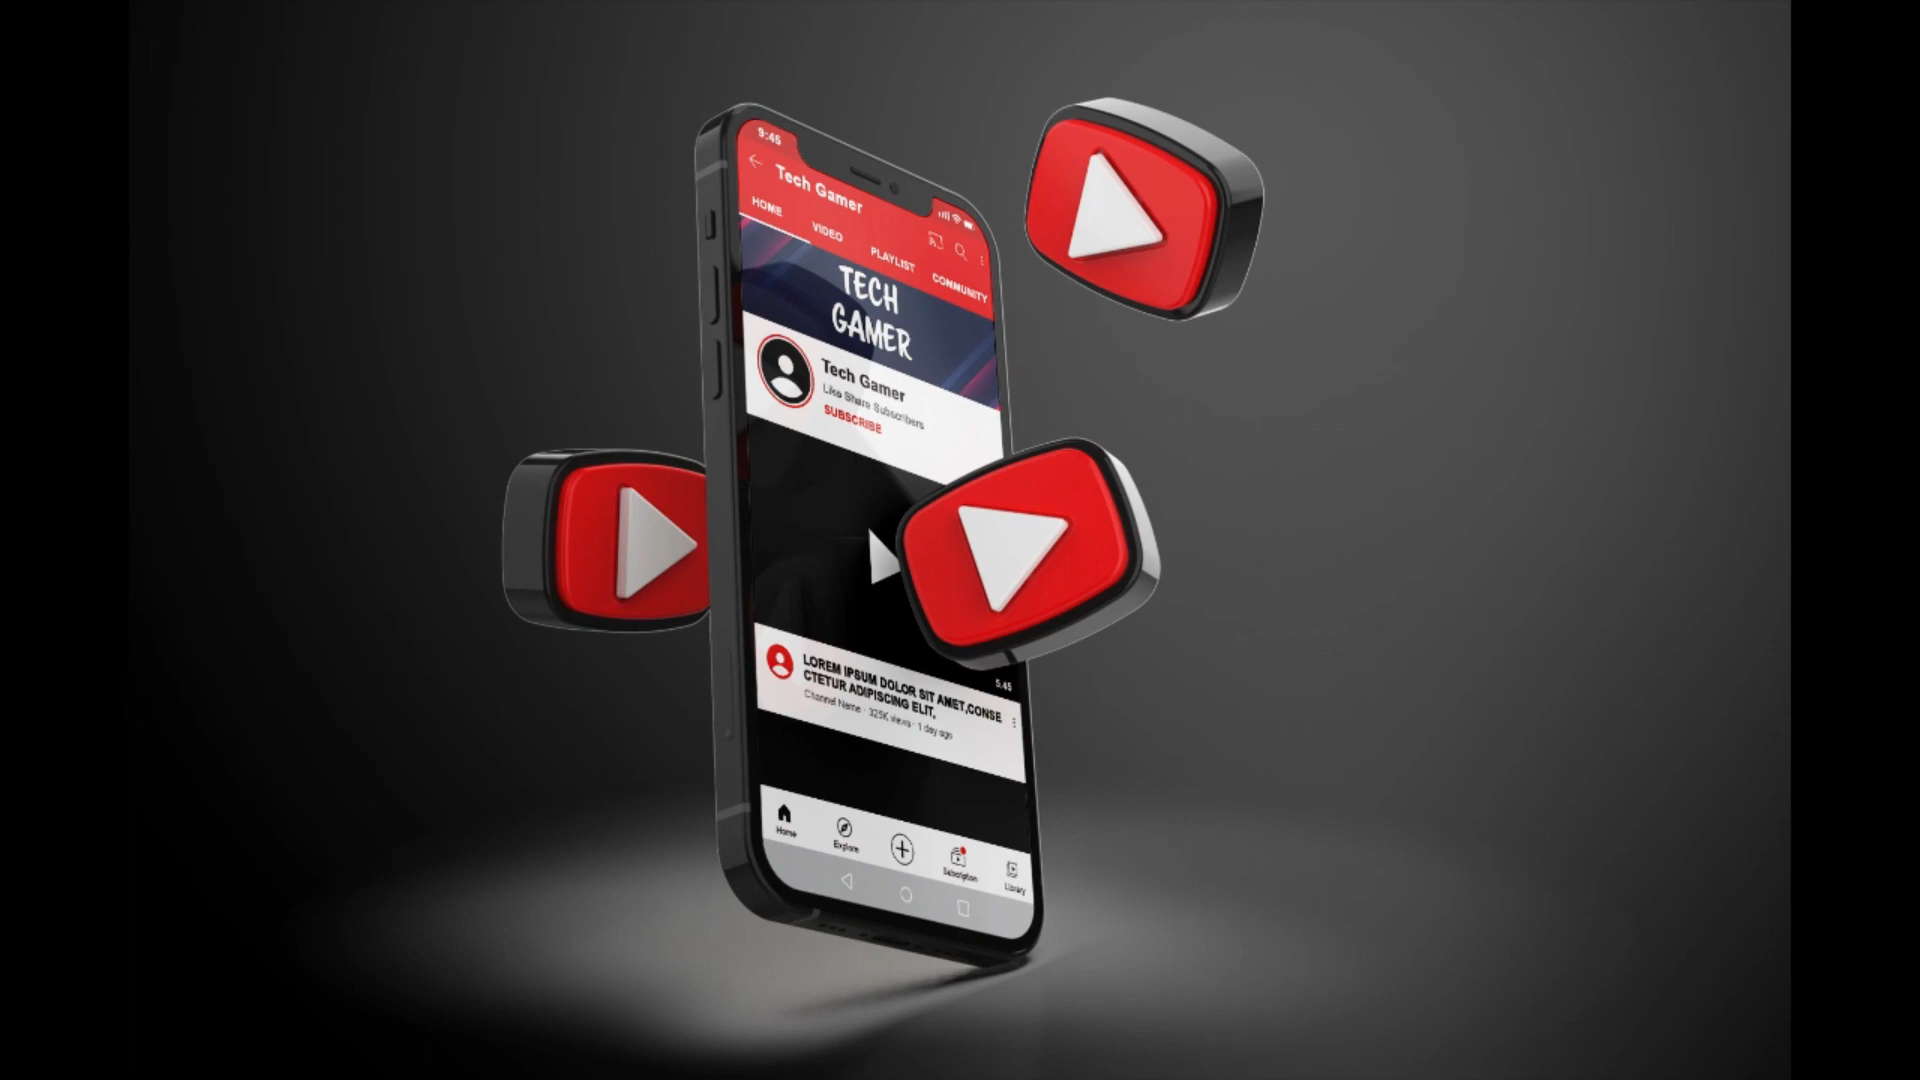 9:45
Tech Gamer
HOME VIDEO PLAYLIST COMMUNITY
TECH
GAMER
Tech Gamer
Like Share Subscribers
SUBSCRIBE
5.45
LOREM IPSUM DOLOR SIT AMET,CONSE
CTETUR ADIPISCING ELIT,
Channel Name · 325K views · 1 day ago
Home Explore Subcription Library